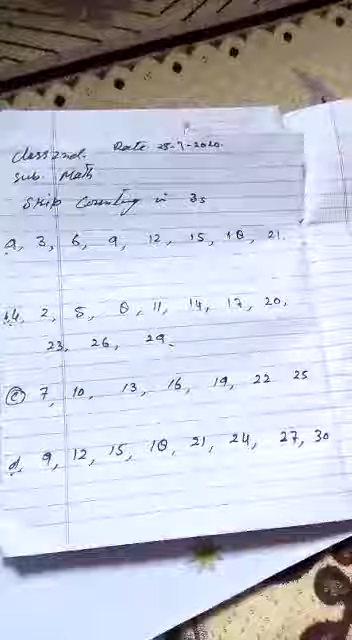 Class 2nd. Date 25-7-2020.
Sub. Math
Skip Counting in 3s
a, 3, 6, 9, 12, 15, 18, 21.
b, 2, 5, 8, 11, 14, 17, 20,
23, 26, 29.
(c) 7, 10, 13, 16, 19, 22 25
d, 9, 12, 15, 18, 21, 24, 27, 30